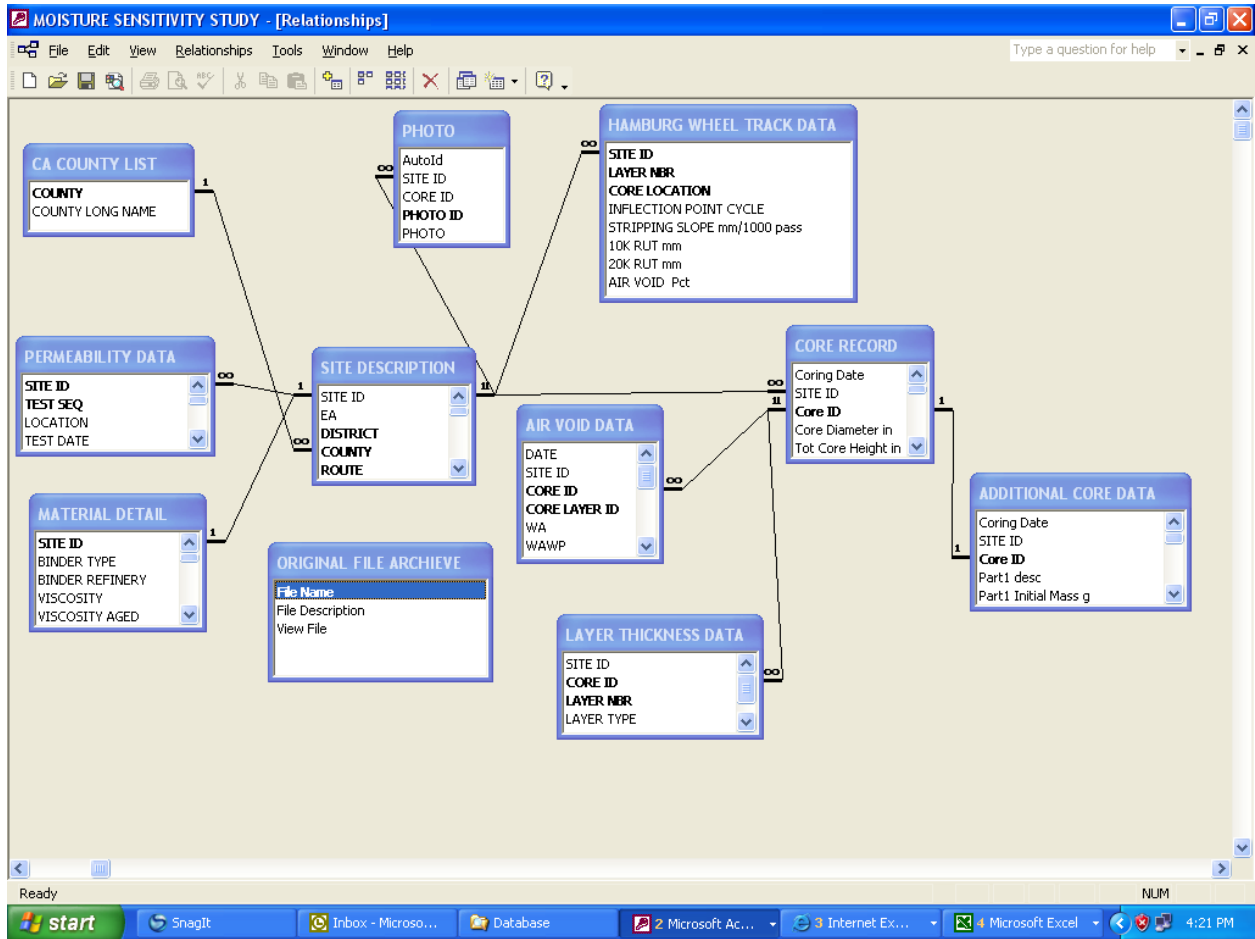 MOISTURE SENSITIVITY STUDY - [Relationships]
File Edit View Relationships Tools Window Help
Type a question for help
CA COUNTY LIST
COUNTY
COUNTY LONG NAME
1
PHOTO
AutoId
SITE ID
CORE ID
PHOTO ID
PHOTO
∞
HAMBURG WHEEL TRACK DATA
SITE ID
LAYER NBR
CORE LOCATION
INFLECTION POINT CYCLE
STRIPPING SLOPE mm/1000 pass
10K RUT mm
20K RUT mm
AIR VOID Pct
∞
PERMEABILITY DATA
SITE ID
TEST SEQ
LOCATION
TEST DATE
∞
SITE DESCRIPTION
SITE ID
EA
DISTRICT
COUNTY
ROUTE
1
∞
11
CORE RECORD
Coring Date
SITE ID
Core ID
Core Diameter in
Tot Core Height in
∞
11
1
AIR VOID DATA
DATE
SITE ID
CORE ID
CORE LAYER ID
WA
WAWP
∞
MATERIAL DETAIL
SITE ID
BINDER TYPE
BINDER REFINERY
VISCOSITY
VISCOSITY AGED
1
ORIGINAL FILE ARCHIEVE
File Name
File Description
View File
ADDITIONAL CORE DATA
Coring Date
SITE ID
Core ID
Part1 desc
Part1 Initial Mass g
1
LAYER THICKNESS DATA
SITE ID
CORE ID
LAYER NBR
LAYER TYPE
∞
Ready
NUM
start SnagIt Inbox - Microso... Database 2 Microsoft Ac... 3 Internet Ex... 4 Microsoft Excel 4:21 PM